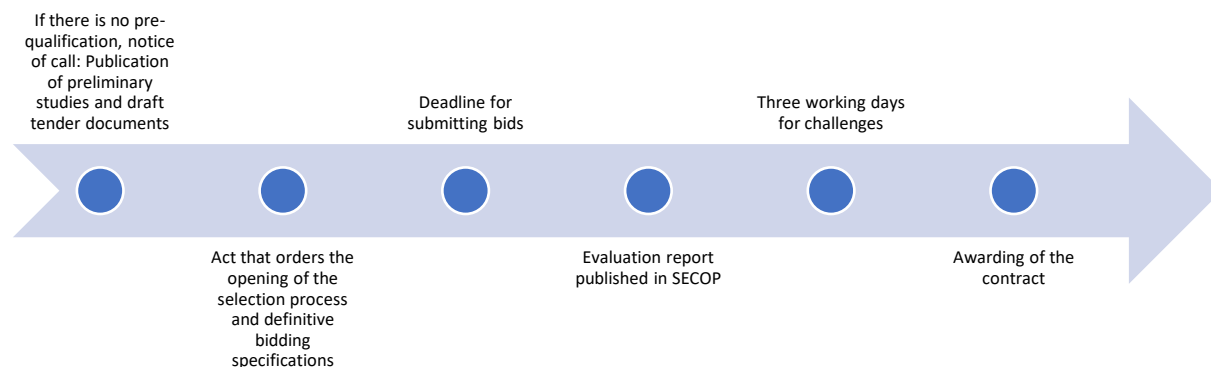 If there is no pre-
qualification, notice
of call: Publication
of preliminary
studies and draft
tender documents
Act that orders the
opening of the
selection process
and definitive
bidding
specifications
Deadline for
submitting bids
Evaluation report
published in SECOP
Three working days
for challenges
Awarding of the
contract